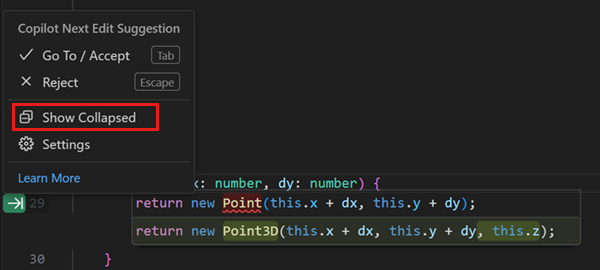 Copilot Next Edit Suggestion
Go To / Accept Tab
Reject Escape
Show Collapsed
Settings
Learn More
x: number, dy: number) {
29 return new Point(this.x + dx, this.y + dy);
return new Point3D(this.x + dx, this.y + dy, this.z);
30 }